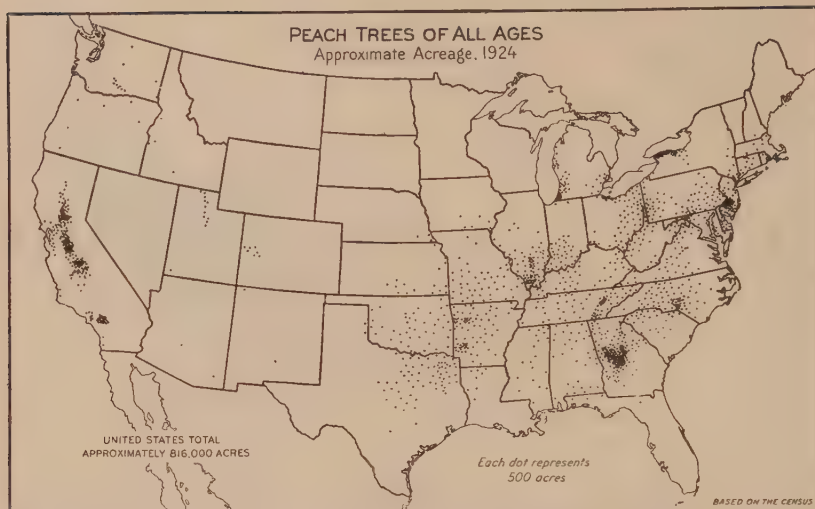 PEACH TREES OF ALL AGES
Approximate Acreage, 1924
UNITED STATES TOTAL
APPROXIMATELY 816,000 ACRES
Each dot represents
500 acres
BASED ON THE CENSUS